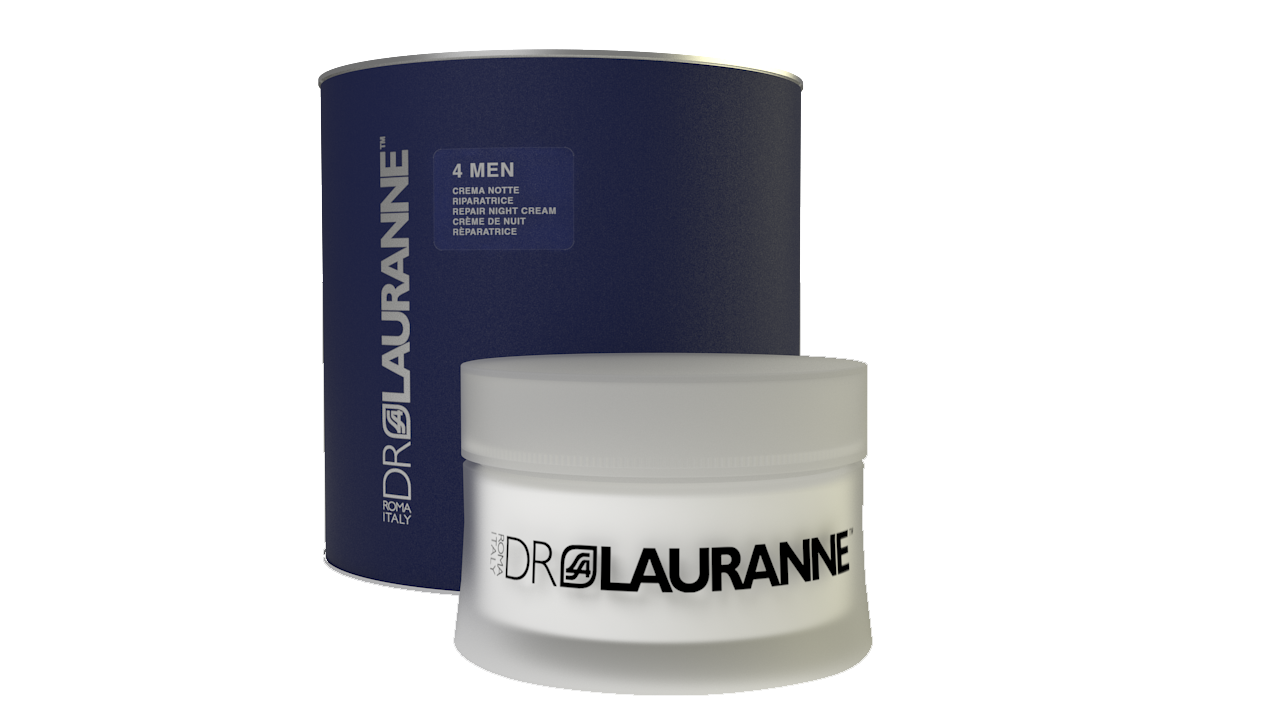 DR LAURANNE™
ROMA
ITALY
4 MEN
CREMA NOTTE
RIPARATRICE
REPAIR NIGHT CREAM
CRÈME DE NUIT
RÈPARATRICE
ROMA
ITALY
DR LAURANNE™